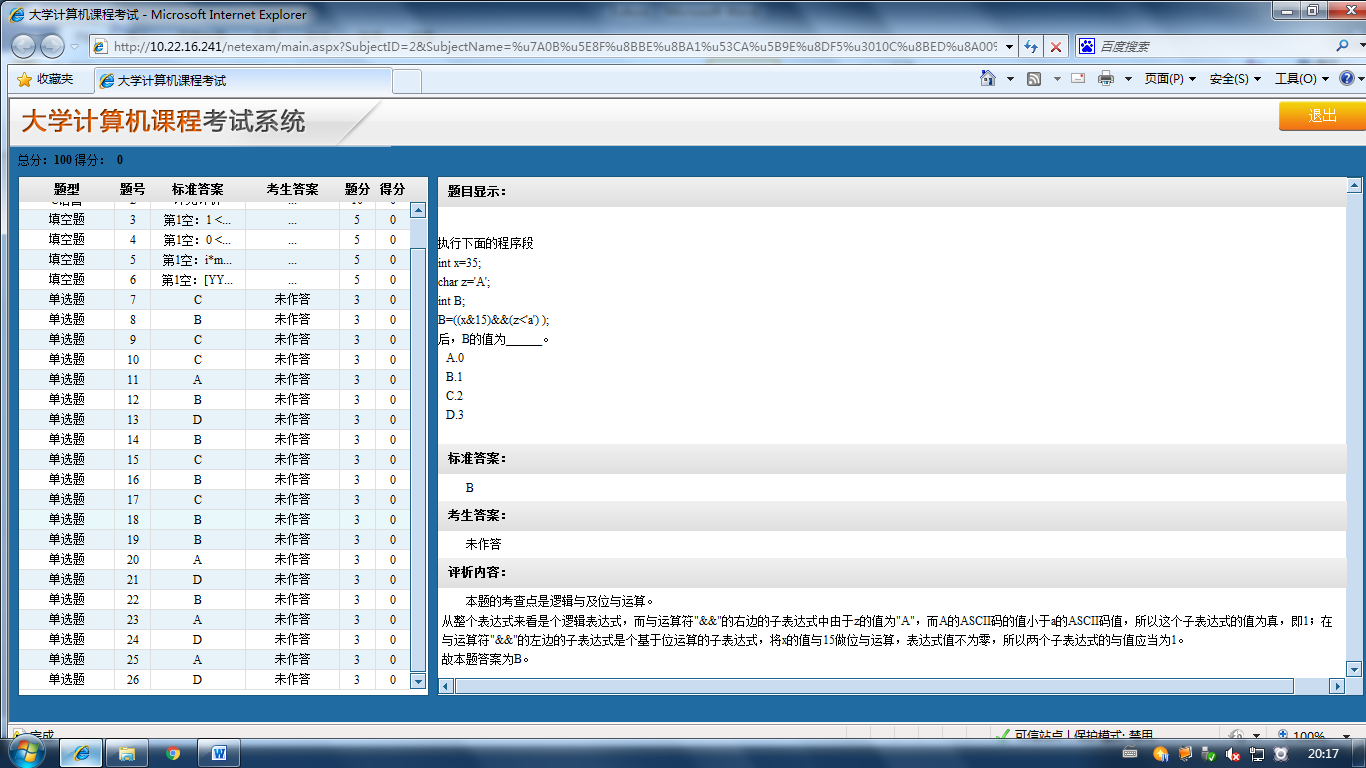 大学计算机课程考试 - Microsoft Internet Explorer
http://10.22.16.241/netexam/main.aspx?SubjectID=2&SubjectName=%u7A0B%u5E8F%u8BBE%u8BA1%u53CA%u5B9E%u8DF5%u3010C%u8BED%u8A00%
百度搜索
收藏夹 大学计算机课程考试 页面(P) 安全(S) 工具(O)
大学计算机课程考试系统 退出
总分: 100 得分: 0
题型 题号 标准答案 考生答案 题分 得分
填空题 3 第1空: 1 <... ... 5 0
填空题 4 第1空: 0 <... ... 5 0
填空题 5 第1空: i*m... ... 5 0
填空题 6 第1空: [YY... ... 5 0
单选题 7 C 未作答 3 0
单选题 8 B 未作答 3 0
单选题 9 C 未作答 3 0
单选题 10 C 未作答 3 0
单选题 11 A 未作答 3 0
单选题 12 B 未作答 3 0
单选题 13 D 未作答 3 0
单选题 14 B 未作答 3 0
单选题 15 C 未作答 3 0
单选题 16 B 未作答 3 0
单选题 17 C 未作答 3 0
单选题 18 B 未作答 3 0
单选题 19 B 未作答 3 0
单选题 20 A 未作答 3 0
单选题 21 D 未作答 3 0
单选题 22 B 未作答 3 0
单选题 23 A 未作答 3 0
单选题 24 D 未作答 3 0
单选题 25 A 未作答 3 0
单选题 26 D 未作答 3 0
题目显示:
执行下面的程序段
int x=35;
char z='A';
int B;
B=((x&15)&&(z<'a') );
后，B的值为______。
A.0
B.1
C.2
D.3
标准答案:
B
考生答案:
未作答
评析内容:
本题的考查点是逻辑与及位与运算。
从整个表达式来看是个逻辑表达式，而与运算符"&&"的右边的子表达式中由于z的值为"A"，而A的ASCII码的值小于a的ASCII码值，所以这个子表达式的值为真，即1；在
与运算符"&&"的左边的子表达式是个基于位运算的子表达式，将x的值与15做位与运算，表达式值不为零，所以两个子表达式的与值应当为1。
故本题答案为B。
完成 可信站点 | 保护模式: 禁用 100%
20:17